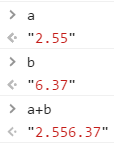 > a
< "2.55"
> b
< "6.37"
> a+b
< "2.556.37"